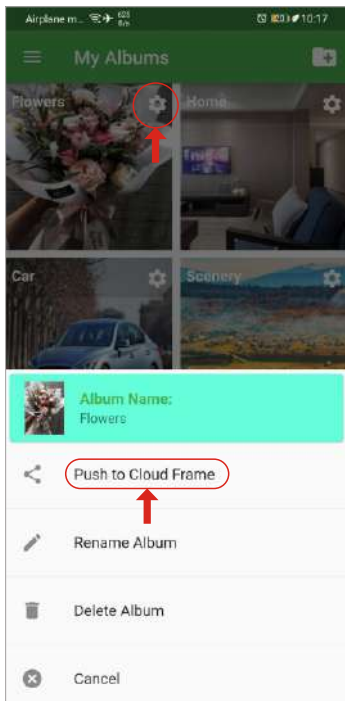 Airplane m...
10:17
My Albums
Flowers
Home
Car
Scenery
Album Name:
Flowers
Push to Cloud Frame
Rename Album
Delete Album
Cancel